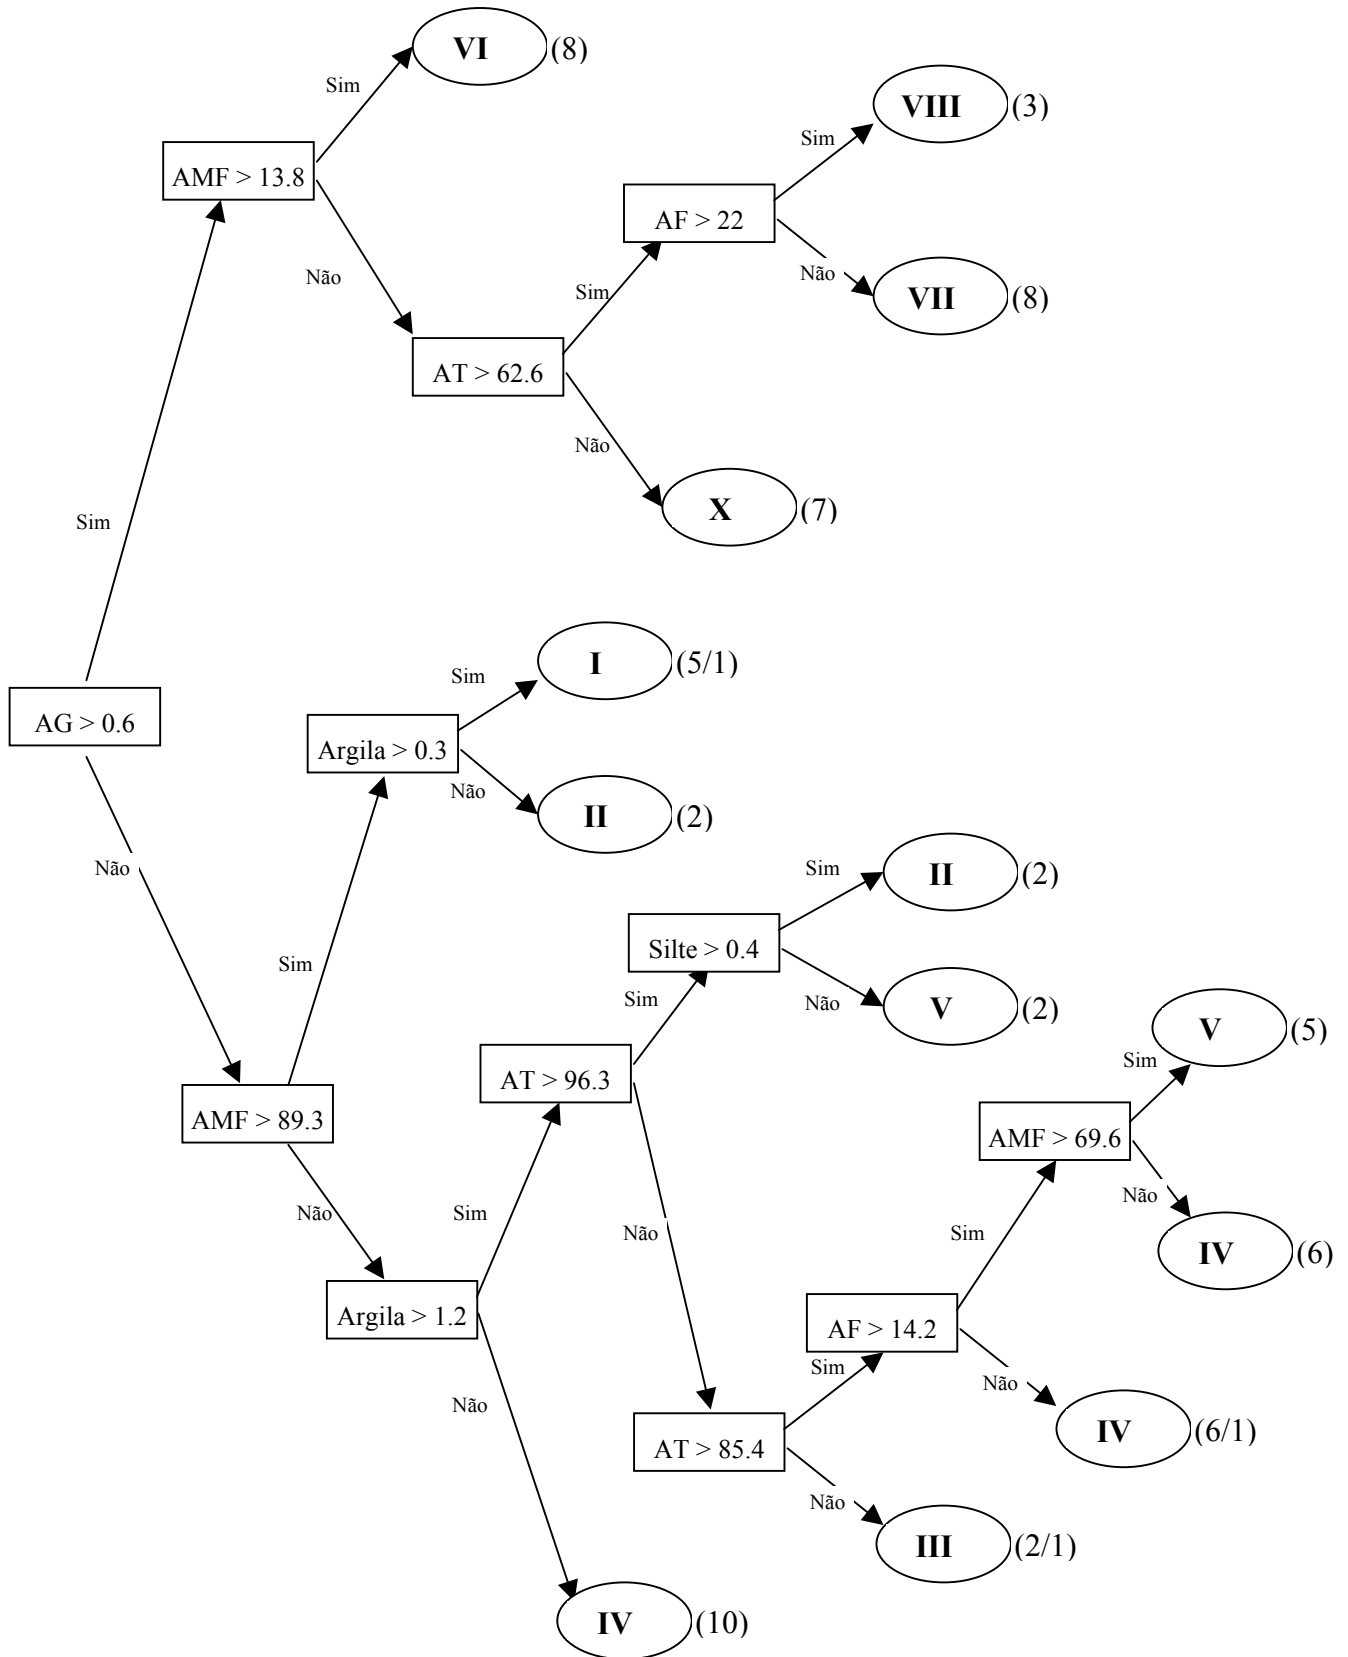 VI (8)
Sim
VIII (3)
Sim
AMF > 13.8
AF > 22
Não
Sim
Não
VII (8)
AT > 62.6
Não
X (7)
Sim
I (5/1)
Sim
AG > 0.6
Argila > 0.3
Não
II (2)
Não
Sim
II (2)
Silte > 0.4
Sim
Sim
Não
V (2)
V (5)
Sim
AT > 96.3
AMF > 89.3
AMF > 69.6
Não
Não
Sim
Não
Sim
IV (6)
Argila > 1.2
AF > 14.2
Sim
Não
Não
AT > 85.4
IV (6/1)
Não
III (2/1)
IV (10)